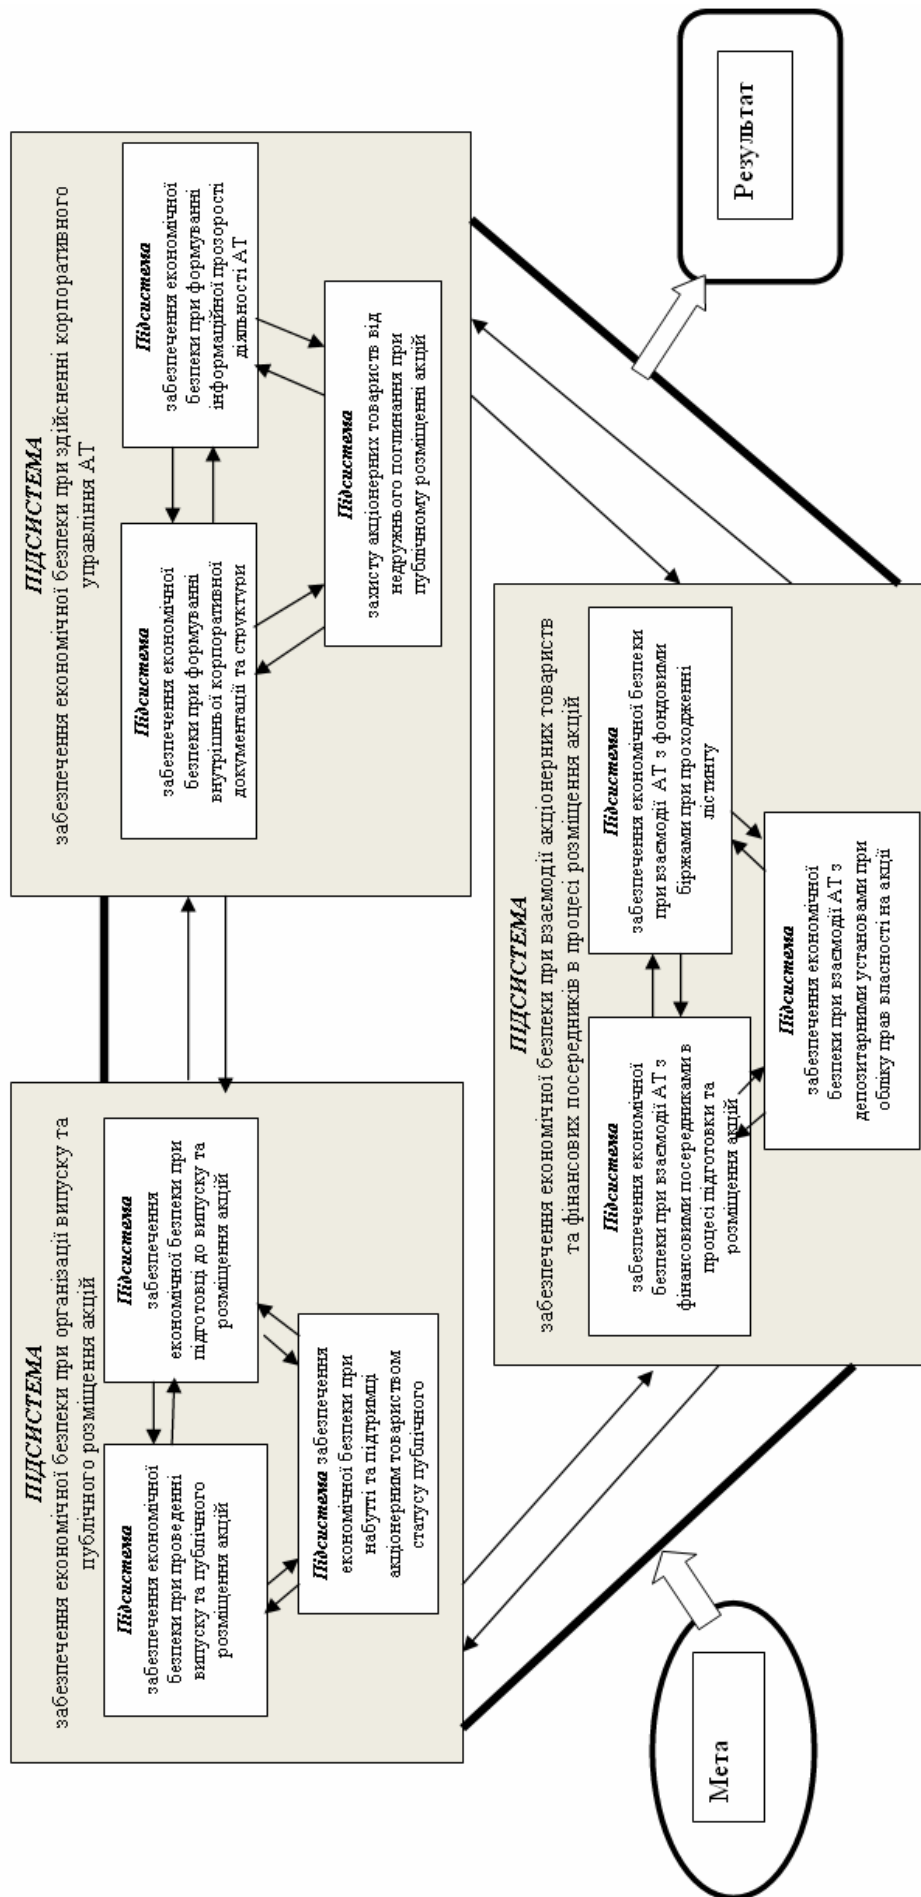 ПІДСИСТЕМА
забезпечення економічної безпеки при організації випуску та
публічного розміщення акцій
Підсистема
забезпечення економічної
безпеки при проведенні
випуску та публічного
розміщення акцій
Підсистема
забезпечення
економічної безпеки при
підготовці до випуску та
розміщення акцій
Підсистема забезпечення
економічної безпеки при
набутті та підтримці
акціонерним товариством
статусу публічного
ПІДСИСТЕМА
забезпечення економічної безпеки при здійсненні корпоративного
управління АТ
Підсистема
забезпечення економічної
безпеки при формуванні
внутрішньої корпоративної
документації та структури
Підсистема
забезпечення економічної
безпеки при формуванні
інформаційної прозорості
діяльності АТ
Підсистема
захисту акціонерних товариств від
недружнього поглинання при
публічному розміщенні акцій
ПІДСИСТЕМА
забезпечення економічної безпеки при взаємодії акціонерних товариств
та фінансових посередників в процесі розміщення акцій
Підсистема
забезпечення економічної
безпеки при взаємодії АТ з
фінансовими посередниками в
процесі підготовки та
розміщення акцій
Підсистема
забезпечення економічної безпеки
при взаємодії АТ з фондовими
біржами при проходженні
лістингу
Підсистема
забезпечення економічної
безпеки при взаємодії АТ з
депозитарними установами при
обліку прав власності на акції
Мета
Результат